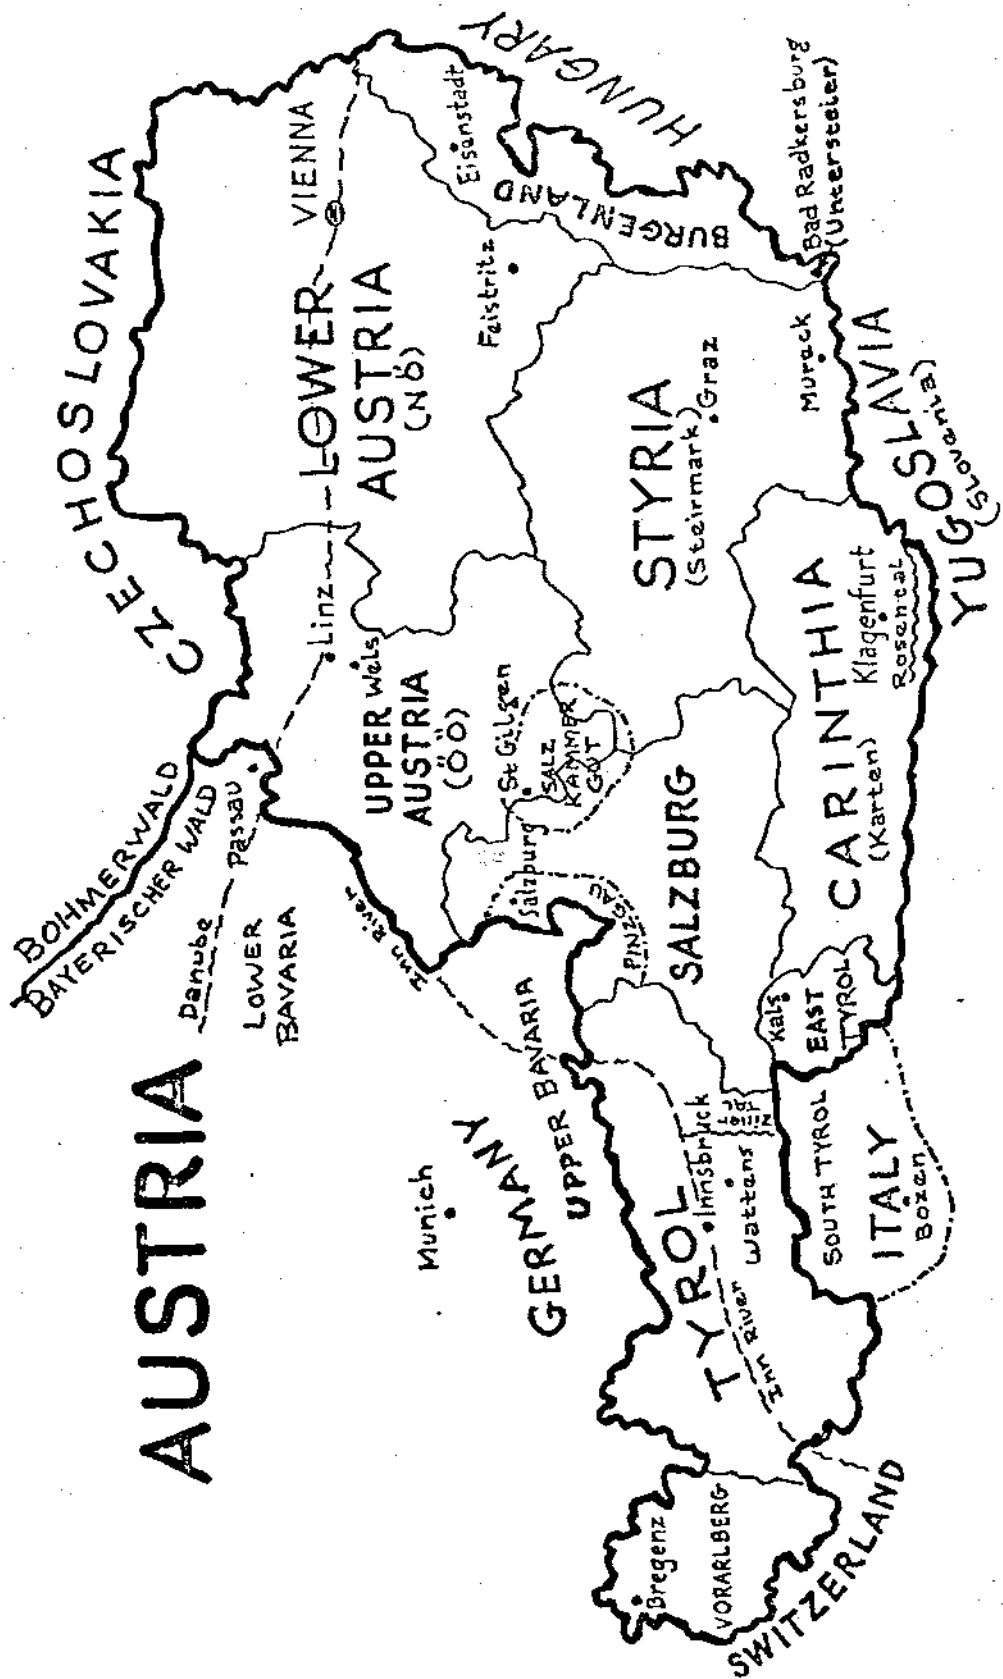 AUSTRIA
CZECHOSLOVAKIA
BOHMERWALD
BAYERISCHER WALD
Danube
Passau
LOWER
BAVARIA
Inn River
Linz
LOWER
AUSTRIA
(NÖ)
VIENNA
HUNGARY
Eisenstadt
BURGENLAND
Feistritz
UPPER
AUSTRIA
(ÖÖ)
Wels
St Gilgen
SALZ
KAMMER
GUT
Salzburg
PINZGAU
SALZBURG
STYRIA
(Steirmark)
Graz
Mureck
Bad Radkersburg
(Untersteier)
YUGOSLAVIA
(Slovenia)
CARINTHIA
(Karten)
Klagenfurt
Rosental
Kals
EAST
TYROL
Munich
GERMANY
UPPER BAVARIA
TYROL
Innsbruck
Wattens
Inn River
SOUTH TYROL
ITALY
Bozen
Bregenz
VORARLBERG
SWITZERLAND